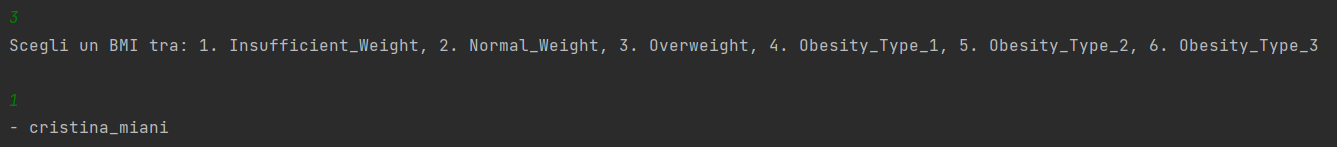 3
Scegli un BMI tra: 1. Insufficient_Weight, 2. Normal_Weight, 3. Overweight, 4. Obesity_Type_1, 5. Obesity_Type_2, 6. Obesity_Type_3
1
- cristina_miani